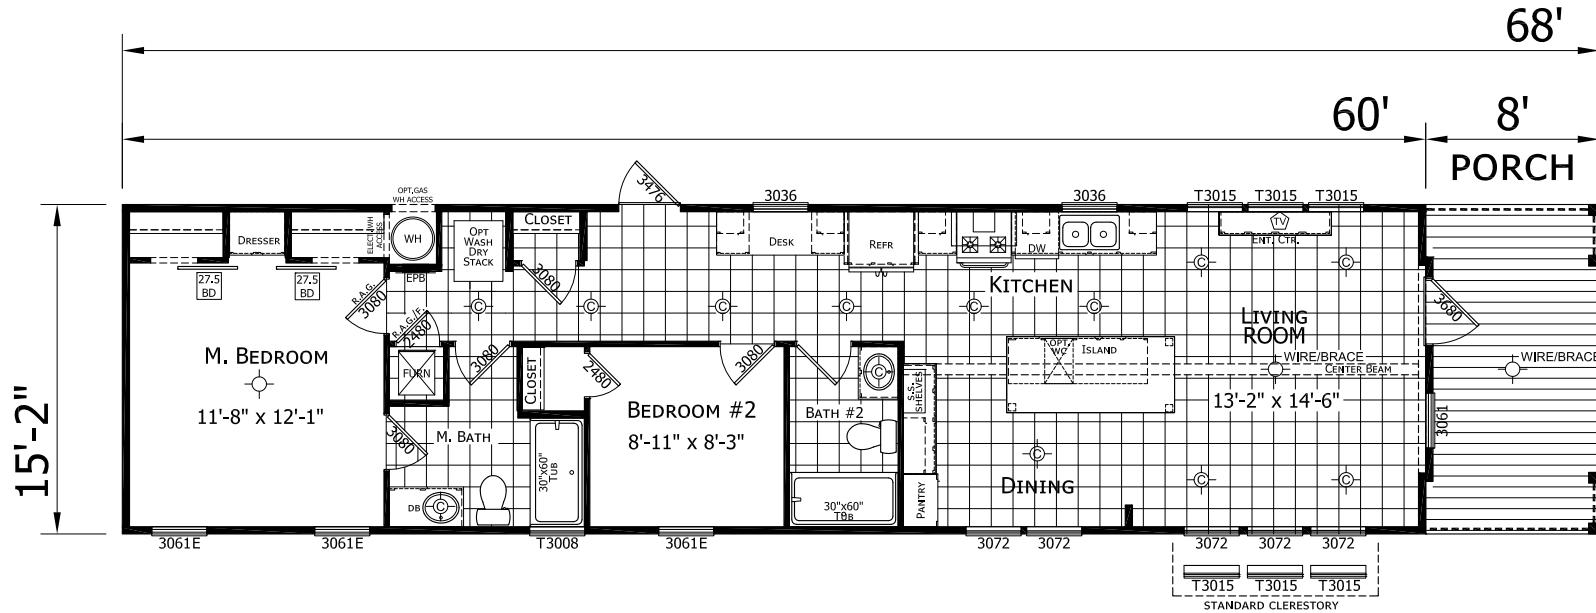 68'
60'
8'
PORCH
15'-2"
OPT.GAS
WH ACCESS
3476
3036
3036
T3015
T3015
T3015
DRESSER
ELECT.WH
ACCESS
WH
OPT
WASH
DRY
STACK
CLOSET
DESK
REFR
DW
TV
ENT. CTR.
27.5
BD
27.5
BD
R.A.G.
3080
EPB
3080
C
C
C
C
C
C
C
C
KITCHEN
R.A.G./F.
2480
3080
3080
LIVING
ROOM
3680
M. BEDROOM
11'-8" x 12'-1"
FURN
CLOSET
2480
BEDROOM #2
8'-11" x 8'-3"
C
BATH #2
S.S.
SHELVES
OPT.
WC
ISLAND
WIRE/BRACE
CENTER BEAM
WIRE/BRACE
13'-2" x 14'-6"
3061
3080
M. BATH
C
DINING
C
C
DB
C
30"x60"
TUB
30"x60"
TUB
PANTRY
3061E
3061E
T3008
3061E
3072
3072
3072
3072
3072
T3015
T3015
T3015
STANDARD CLERESTORY